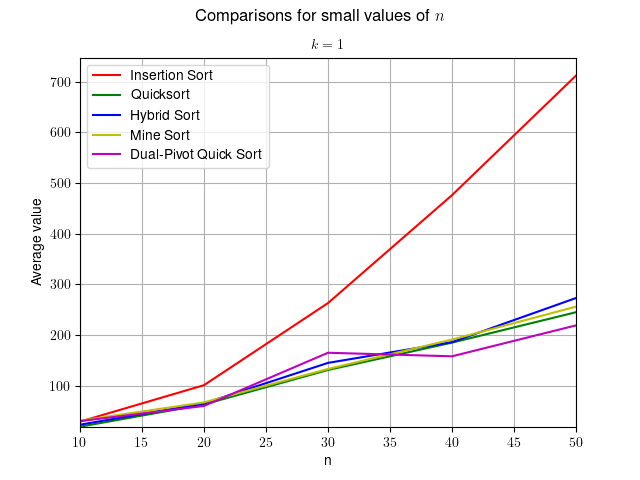 Comparisons for small values of n
k = 1
Insertion Sort
Quicksort
Hybrid Sort
Mine Sort
Dual-Pivot Quick Sort
Average value
700
600
500
400
300
200
100
10 15 20 25 30 35 40 45 50
n